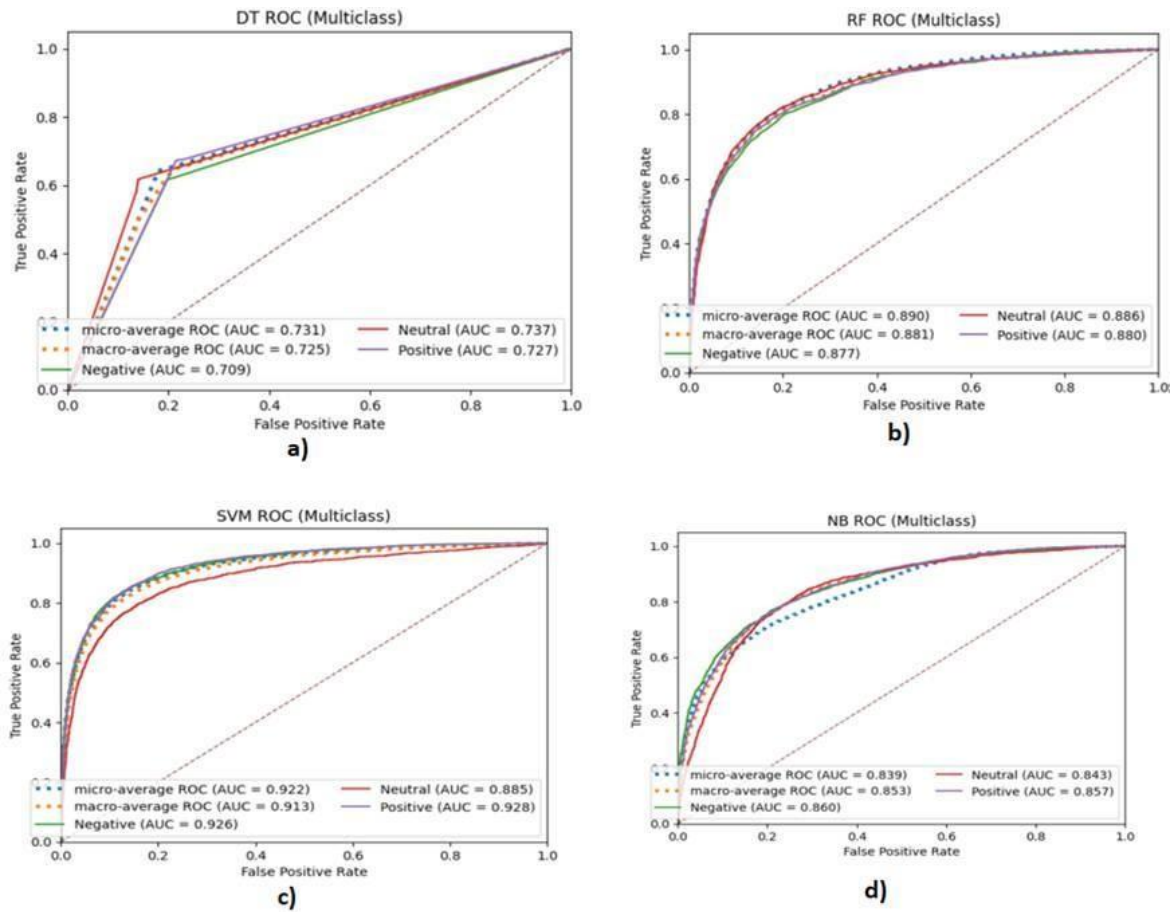 DT ROC (Multiclass)
1.0
0.8
0.6
0.4
0.2
0.0
True Positive Rate
micro-average ROC (AUC = 0.731)
macro-average ROC (AUC = 0.725)
Negative (AUC = 0.709)
Neutral (AUC = 0.737)
Positive (AUC = 0.727)
0.0 0.2 0.4 0.6 0.8 1.0
False Positive Rate
a)
RF ROC (Multiclass)
1.0
0.8
0.6
0.4
0.2
0.0
True Positive Rate
micro-average ROC (AUC = 0.890)
macro-average ROC (AUC = 0.881)
Negative (AUC = 0.877)
Neutral (AUC = 0.886)
Positive (AUC = 0.880)
0.0 0.2 0.4 0.6 0.8
False Positive Rate
b)
SVM ROC (Multiclass)
1.0
0.8
0.6
0.4
0.2
0.0
True Positive Rate
micro-average ROC (AUC = 0.922)
macro-average ROC (AUC = 0.913)
Negative (AUC = 0.926)
Neutral (AUC = 0.885)
Positive (AUC = 0.928)
0.0 0.2 0.4 0.6 0.8 1.0
False Positive Rate
c)
NB ROC (Multiclass)
1.0
0.8
0.6
0.4
0.2
0.0
True Positive Rate
micro-average ROC (AUC = 0.839)
macro-average ROC (AUC = 0.853)
Negative (AUC = 0.860)
Neutral (AUC = 0.843)
Positive (AUC = 0.857)
0.0 0.2 0.4 0.6 0.8 1.0
False Positive Rate
d)